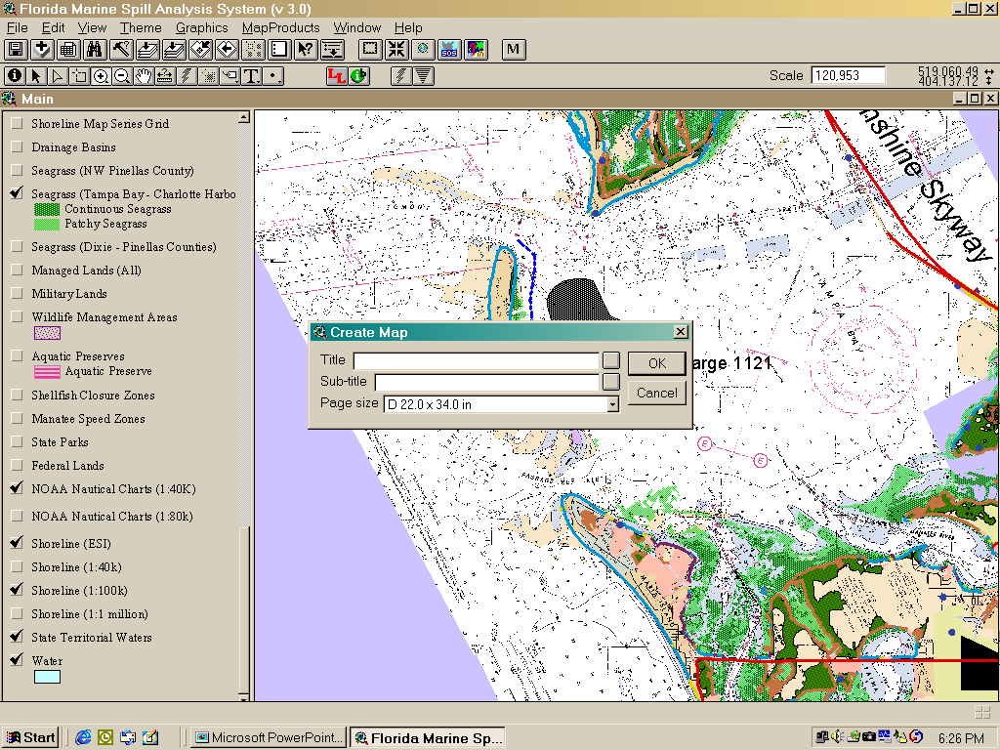 Florida Marine Spill Analysis System (v 3.0)
File Edit View Theme Graphics MapProducts Window Help
SOS M
Scale 120,953 519,060.49
404,137.12
Main
Shoreline Map Series Grid
Drainage Basins
Seagrass (NW Pinellas County)
Seagrass (Tampa Bay - Charlotte Harbo
Continuous Seagrass
Patchy Seagrass
Seagrass (Dixie - Pinellas Counties)
Managed Lands (All)
Military Lands
Wildlife Management Areas
Aquatic Preserves
Aquatic Preserve
Shellfish Closure Zones
Manatee Speed Zones
State Parks
Federal Lands
NOAA Nautical Charts (1:40K)
NOAA Nautical Charts (1:80k)
Shoreline (ESI)
Shoreline (1:40k)
Shoreline (1:100k)
Shoreline (1:1 million)
State Territorial Waters
Water
nshine Skyway
TAMPA BAY
arge 1121
E
E
Create Map
Title
OK
Sub-title
Cancel
Page size D 22.0 x 34.0 in
Start Microsoft PowerPoint... Florida Marine Sp... 6:26 PM